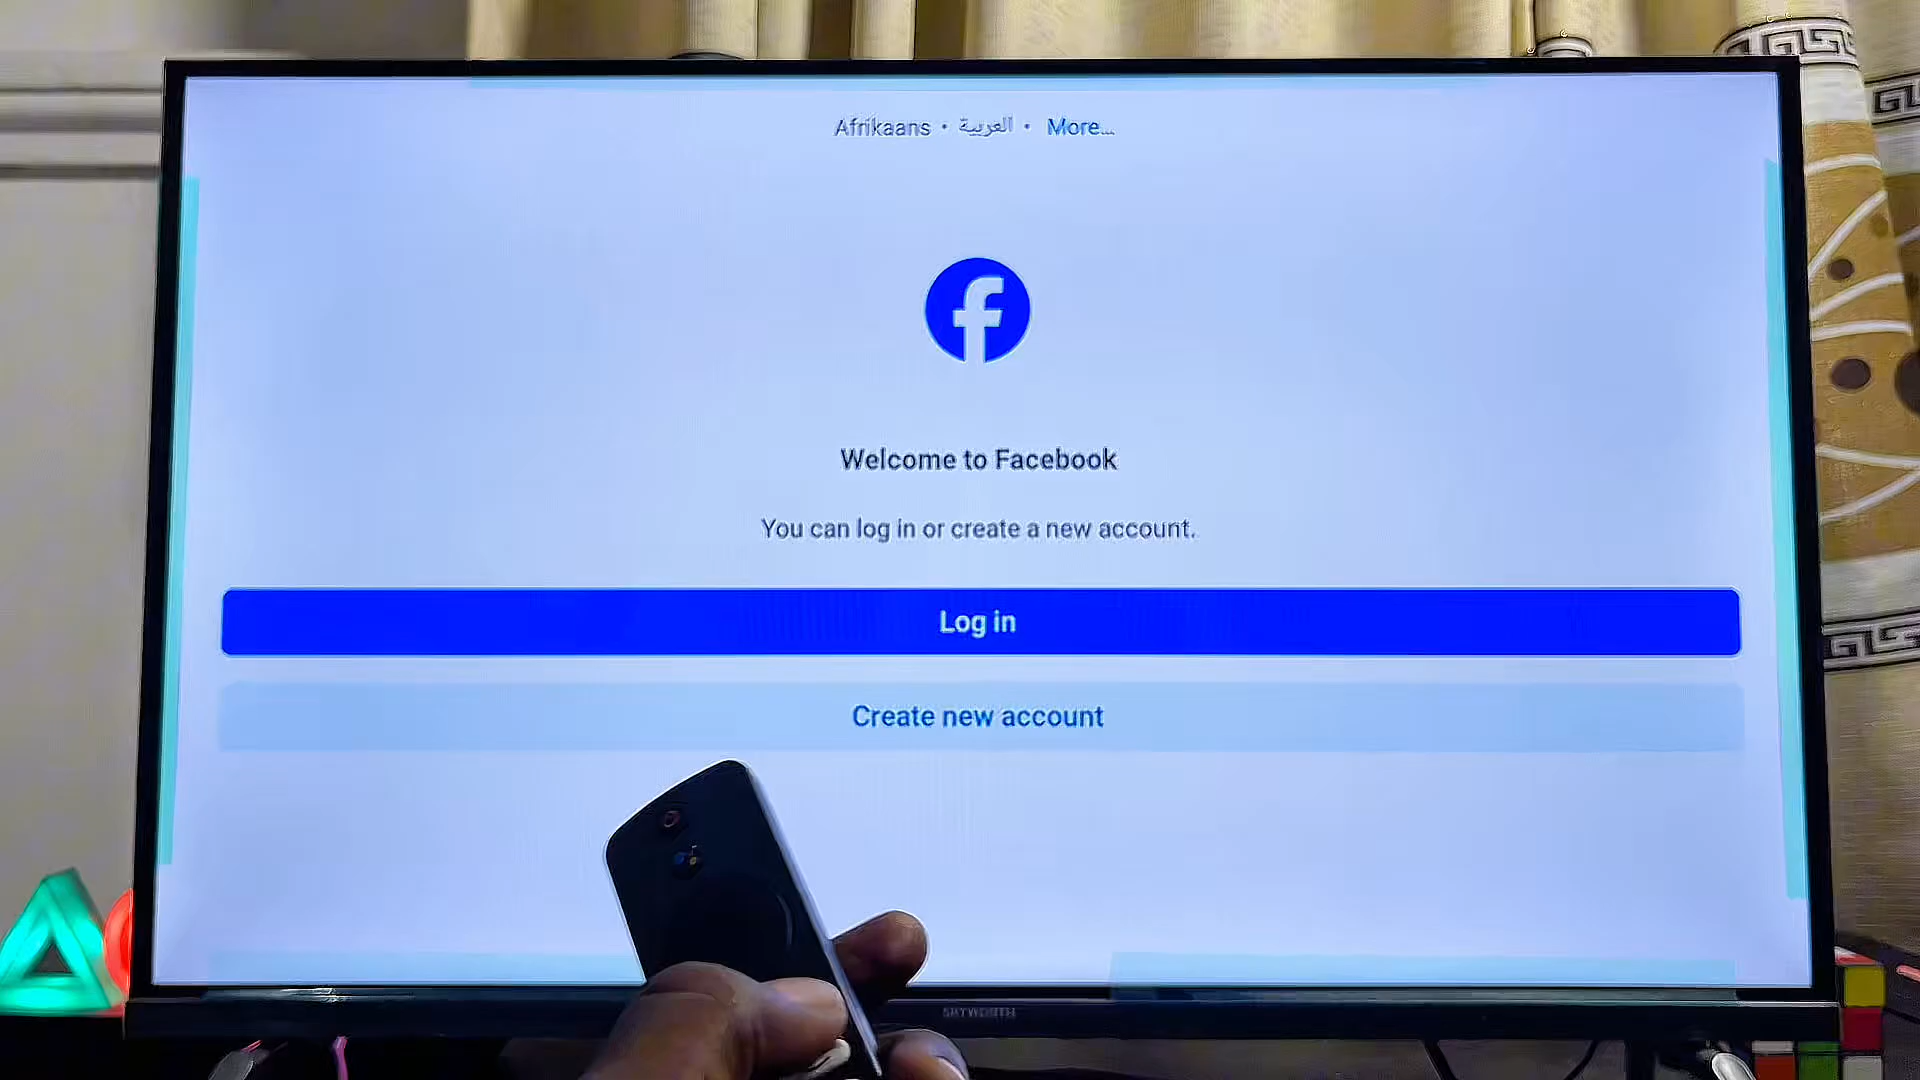 Afrikaans · العربية · More...
Welcome to Facebook
You can log in or create a new account.
Log in
Create new account
SKYWORTH